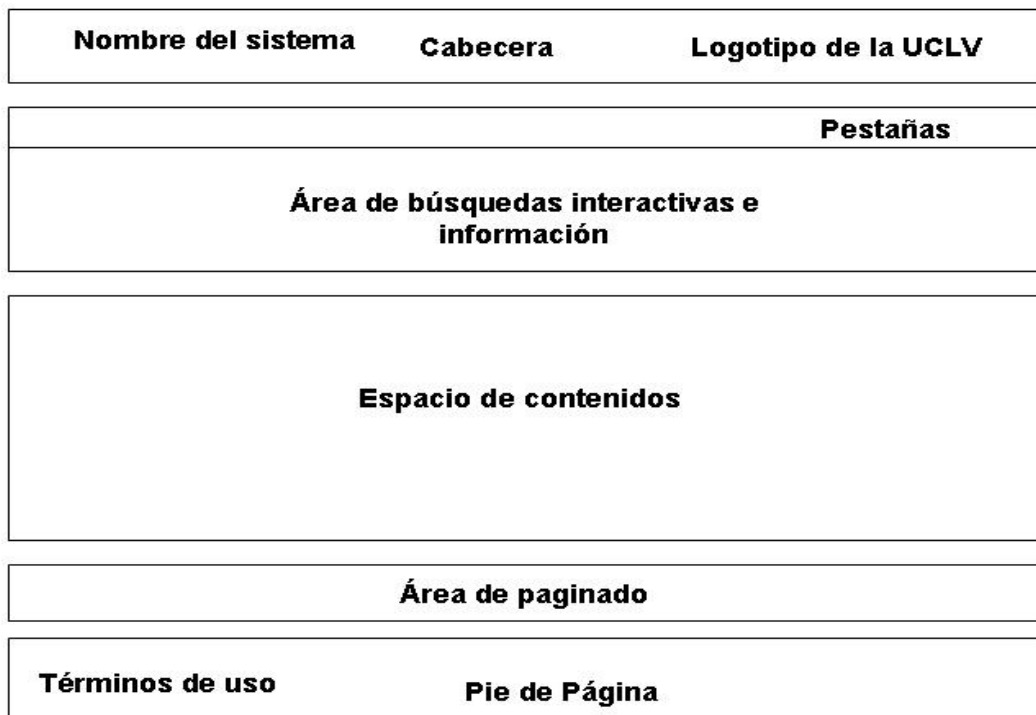 Nombre del sistema
Cabecera
Logotipo de la UCLV
Pestañas
Área de búsquedas interactivas e
información
Espacio de contenidos
Área de paginado
Términos de uso
Pie de Página